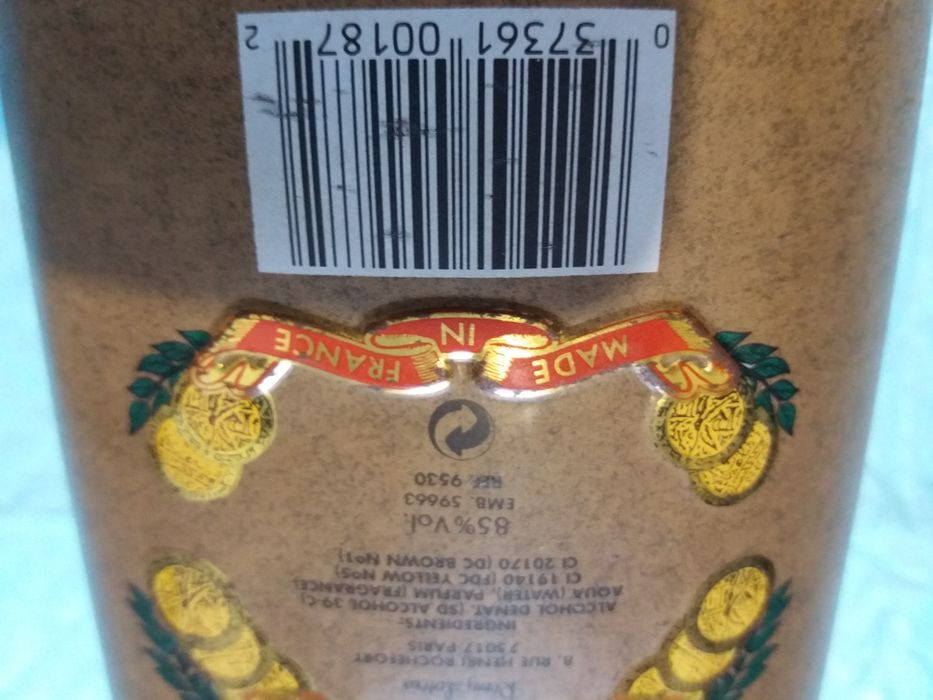 Remy Latour
8, RUE HENRI ROCHEFORT
75017 PARIS
INGREDIENTS:
ALCOHOL DENAT. (SD ALCOHOL 39-C)
AQUA (WATER), PARFUM (FRAGRANCE),
CI 19140 (FDC YELLOW Nº5)
CI 20170 (DC BROWN Nº1)
85% Vol.
EMB. 59663
REF. 9530
MADE IN FRANCE
0 37361 00187 2